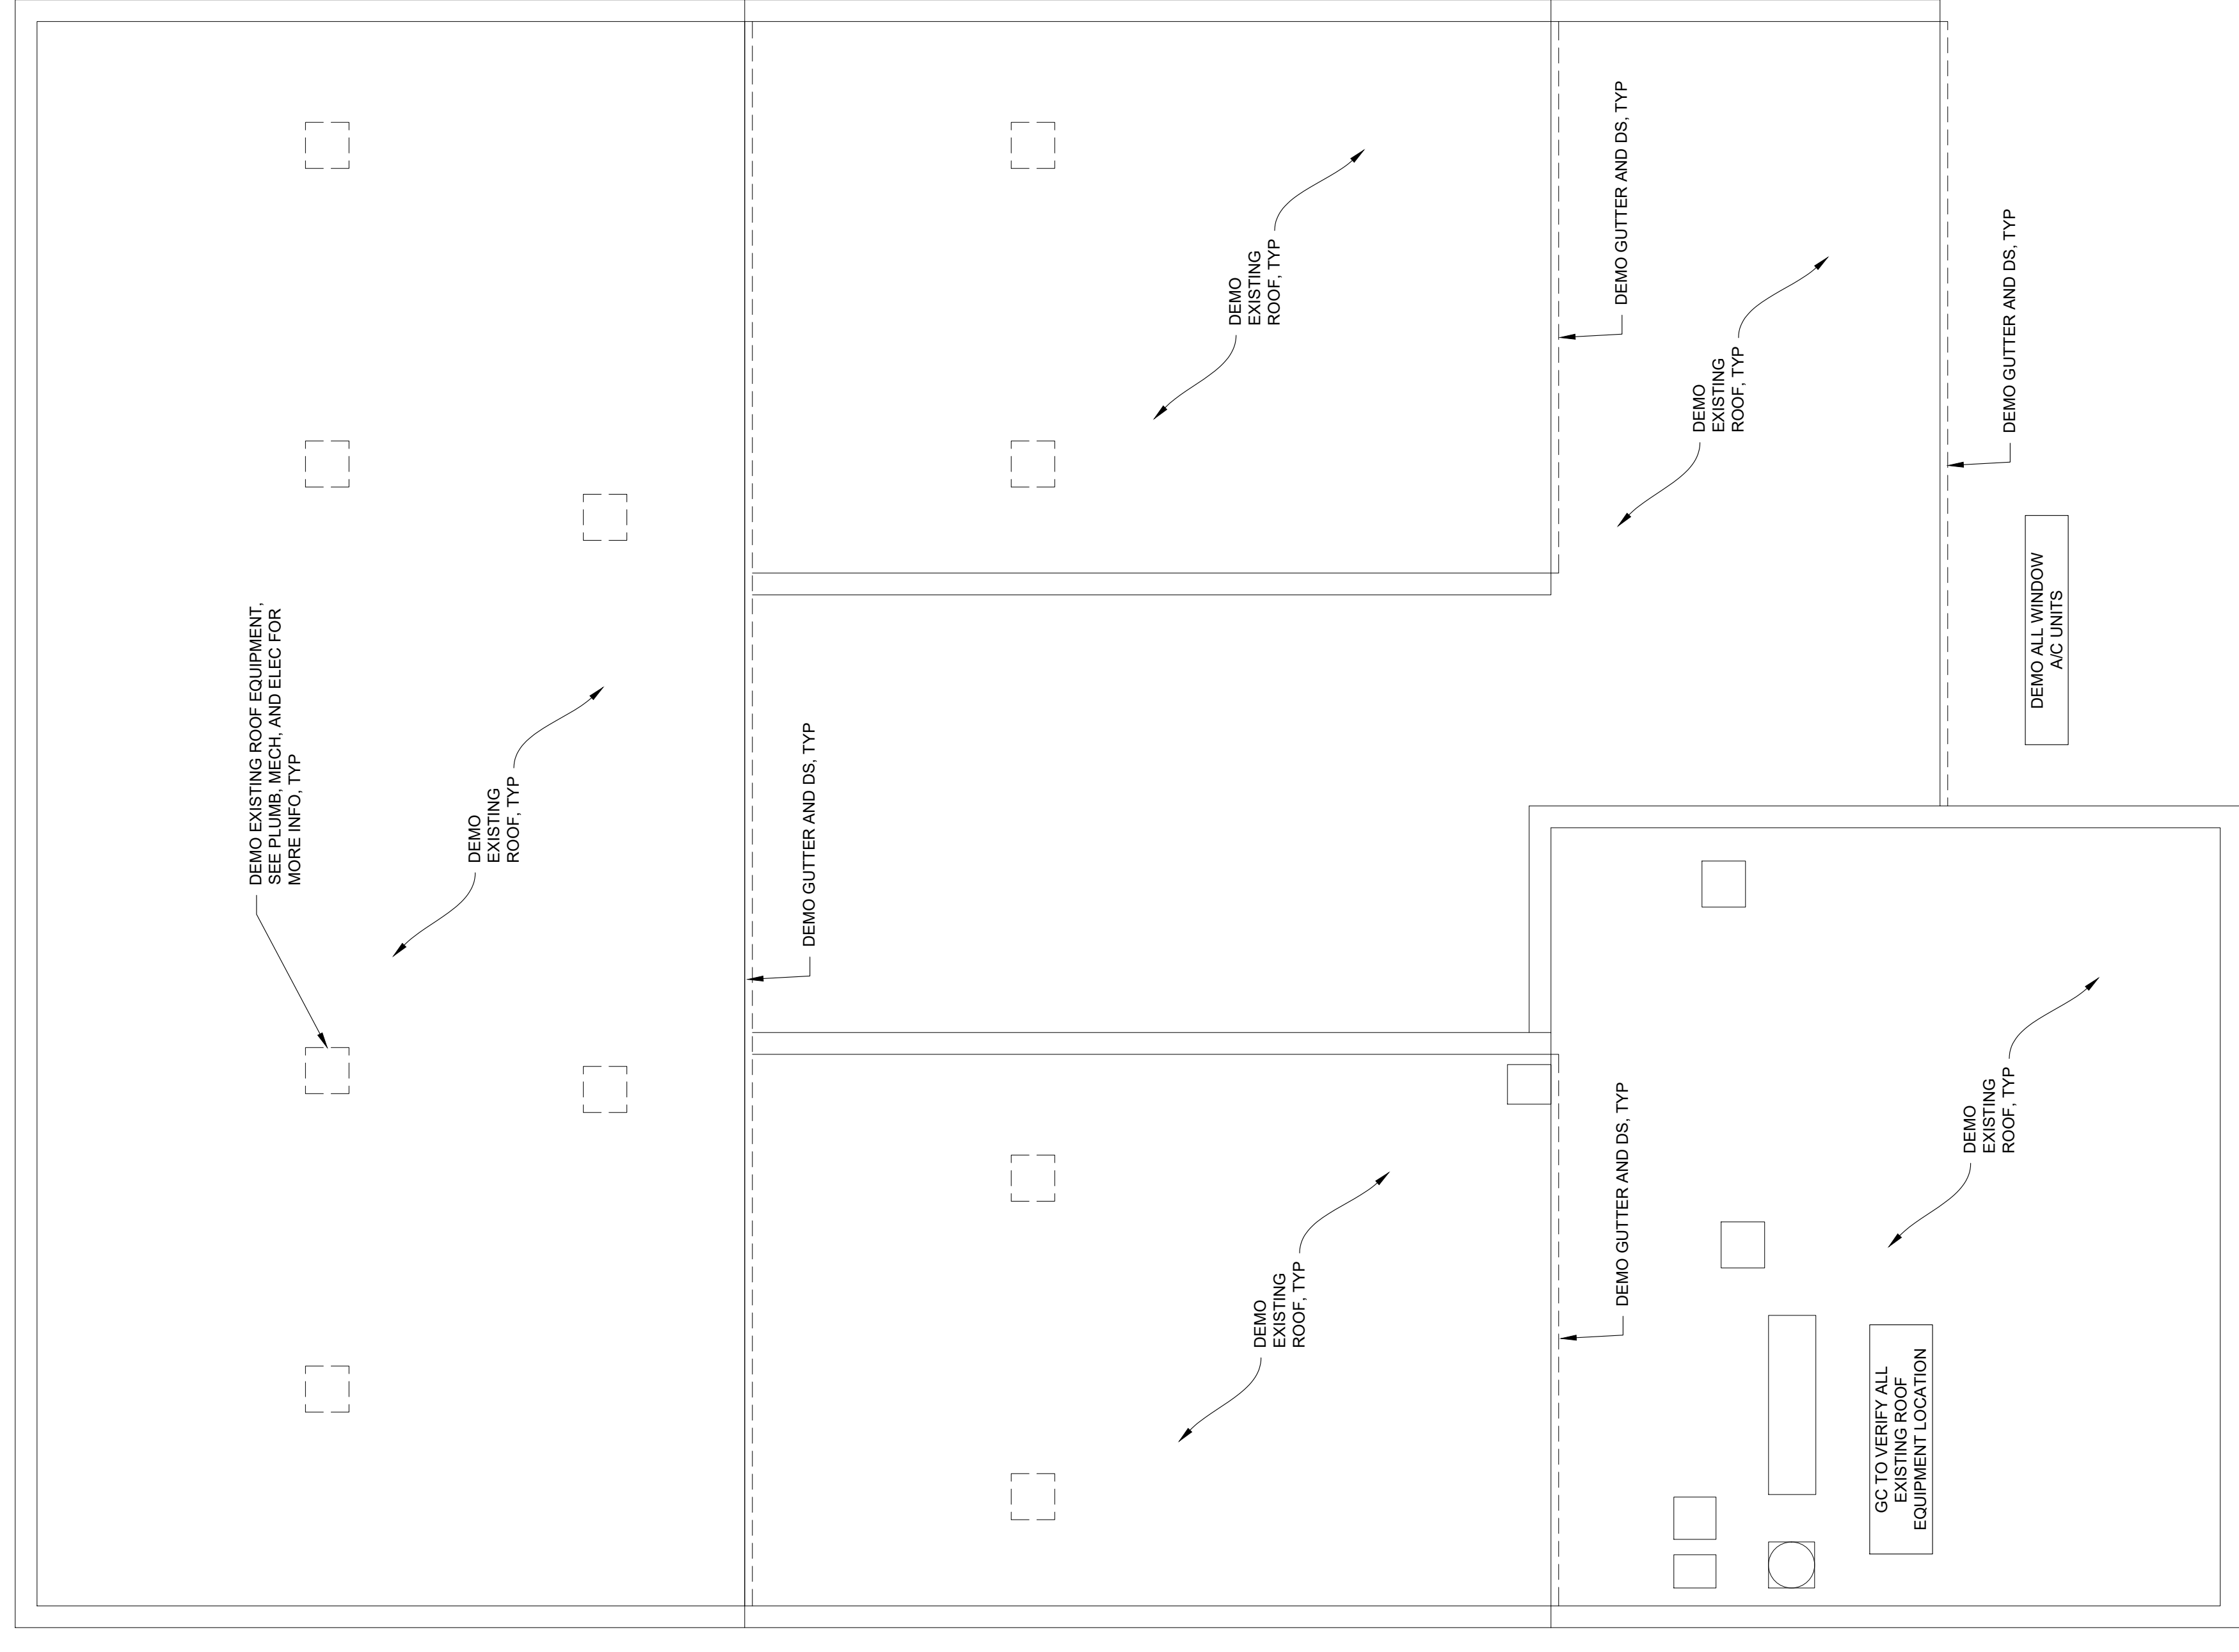 DEMO EXISTING ROOF EQUIPMENT,
SEE PLUMB, MECH, AND ELEC FOR
MORE INFO, TYP
DEMO
EXISTING
ROOF, TYP
DEMO GUTTER AND DS, TYP
DEMO
EXISTING
ROOF, TYP
DEMO
EXISTING
ROOF, TYP
DEMO GUTTER AND DS, TYP
DEMO GUTTER AND DS, TYP
DEMO
EXISTING
ROOF, TYP
GC TO VERIFY ALL
EXISTING ROOF
EQUIPMENT LOCATION
DEMO
EXISTING
ROOF, TYP
DEMO GUTTER AND DS, TYP
DEMO ALL WINDOW
A/C UNITS